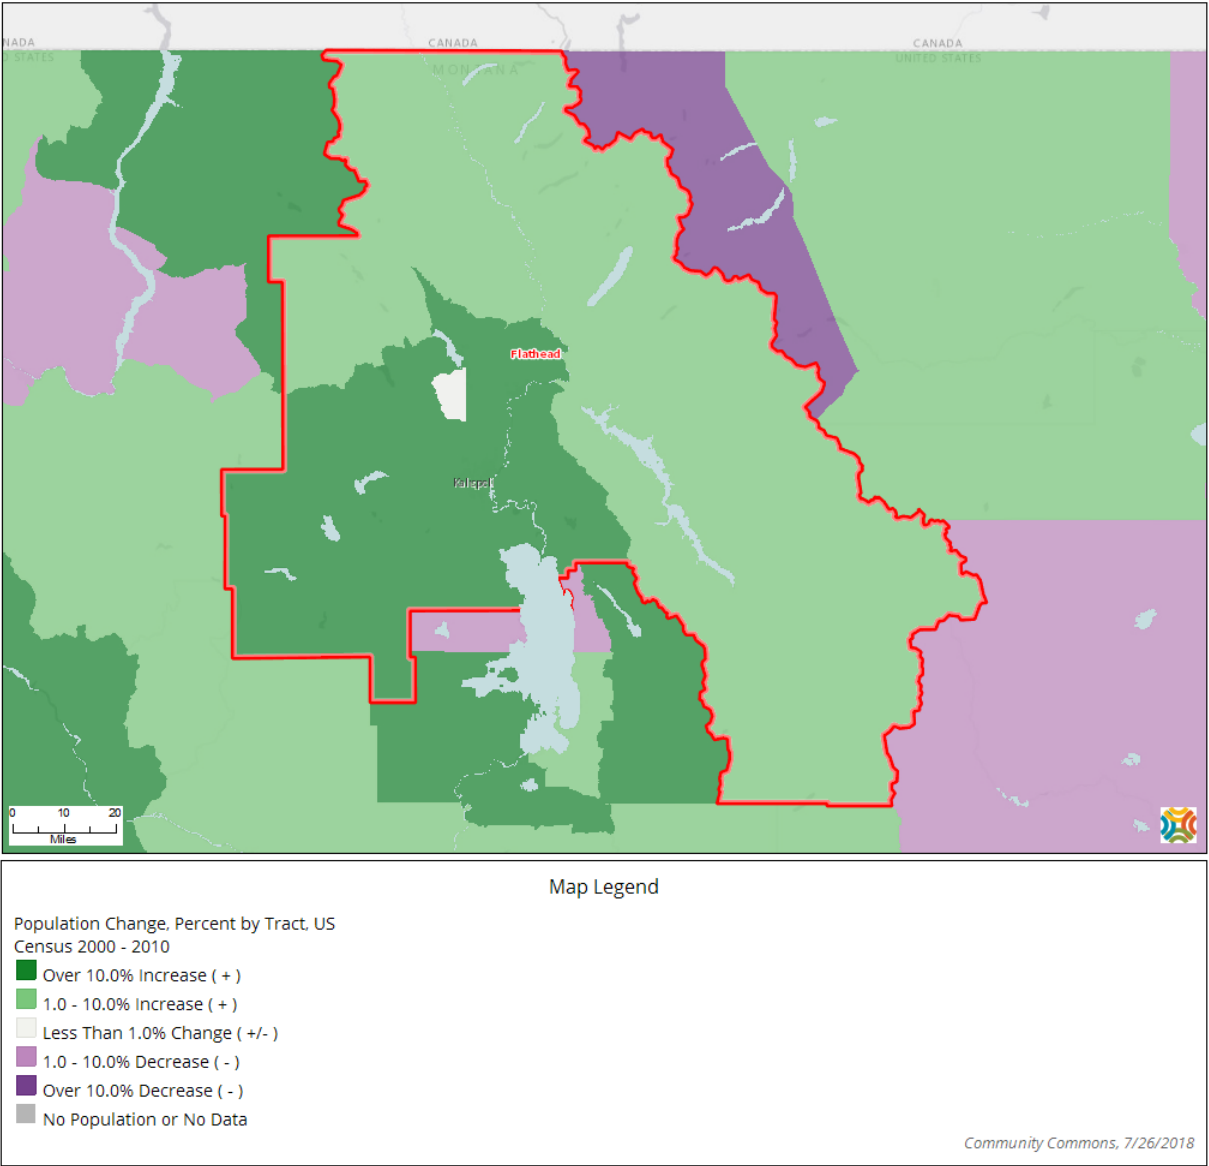 NADA
CANADA
CANADA
D STATES
MONTANA
UNITED STATES
Flathead
Kalispell
0 10 20
Miles
Map Legend
Population Change, Percent by Tract, US
Census 2000 - 2010
Over 10.0% Increase ( + )
1.0 - 10.0% Increase ( + )
Less Than 1.0% Change ( +/- )
1.0 - 10.0% Decrease ( - )
Over 10.0% Decrease ( - )
No Population or No Data
Community Commons, 7/26/2018